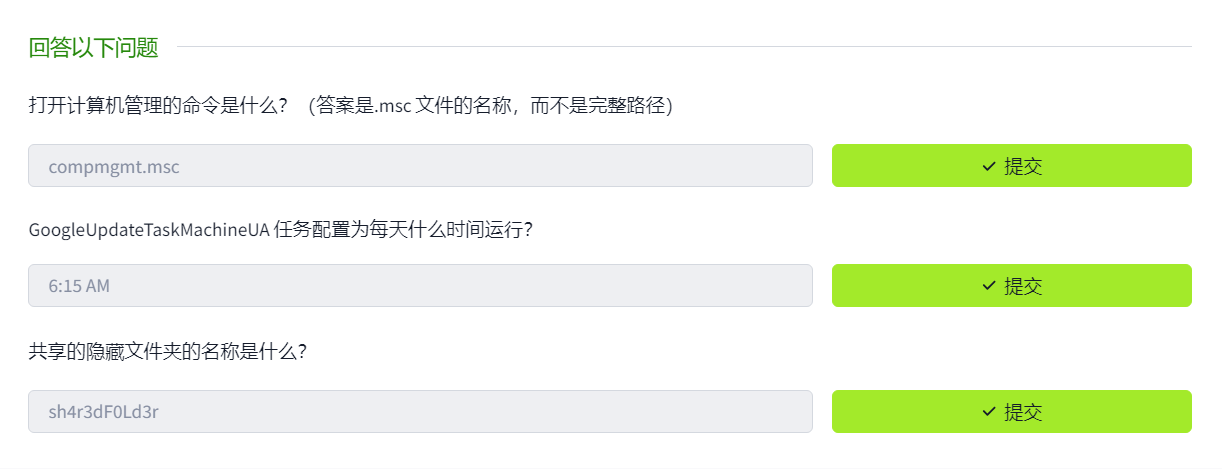 回答以下问题
打开计算机管理的命令是什么？（答案是.msc 文件的名称，而不是完整路径）
compmgmt.msc
提交
GoogleUpdateTaskMachineUA 任务配置为每天什么时间运行？
6:15 AM
提交
共享的隐藏文件夹的名称是什么？
sh4r3dF0Ld3r
提交